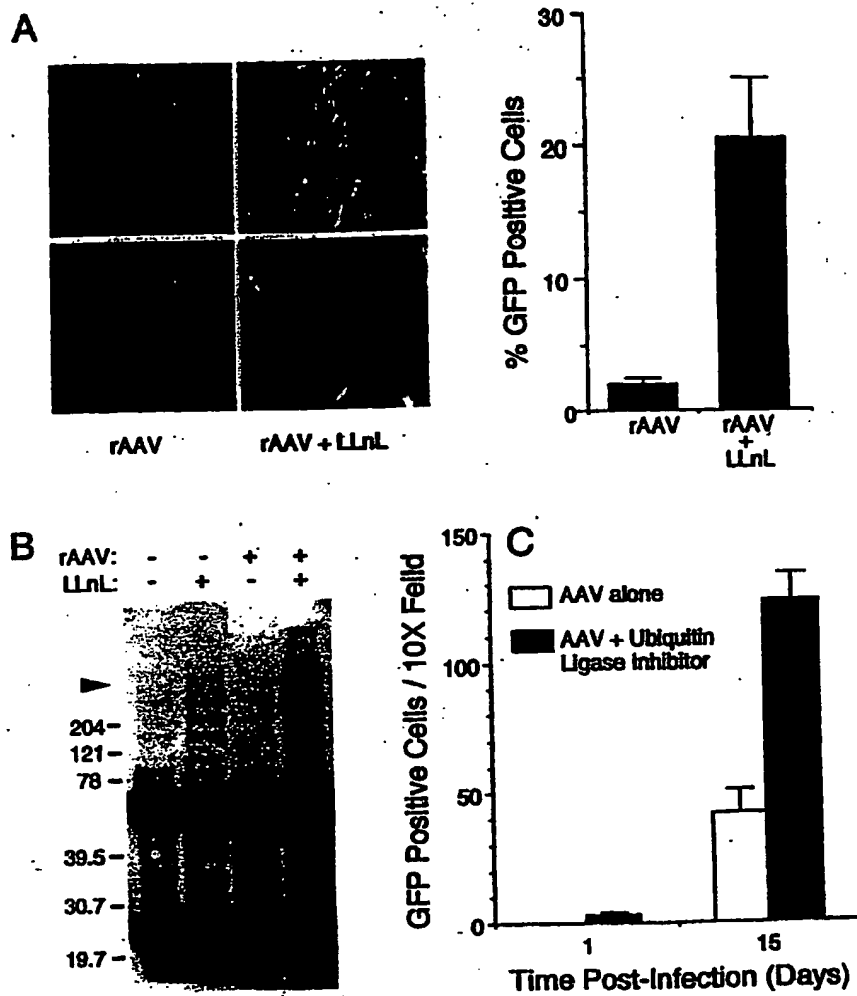 A
30
20
10
0
% GFP Positive Cells
rAAV
rAAV + LLnL
rAAV
rAAV
+
LLnL
B
rAAV: - - + +
LLnL: - + - +
204
121
78
39.5
30.7
19.7
C
150
100
50
0
GFP Positive Cells / 10X Feild
AAV alone
AAV + Ubiquitin
Ligase Inhibitor
1 15
Time Post-Infection (Days)